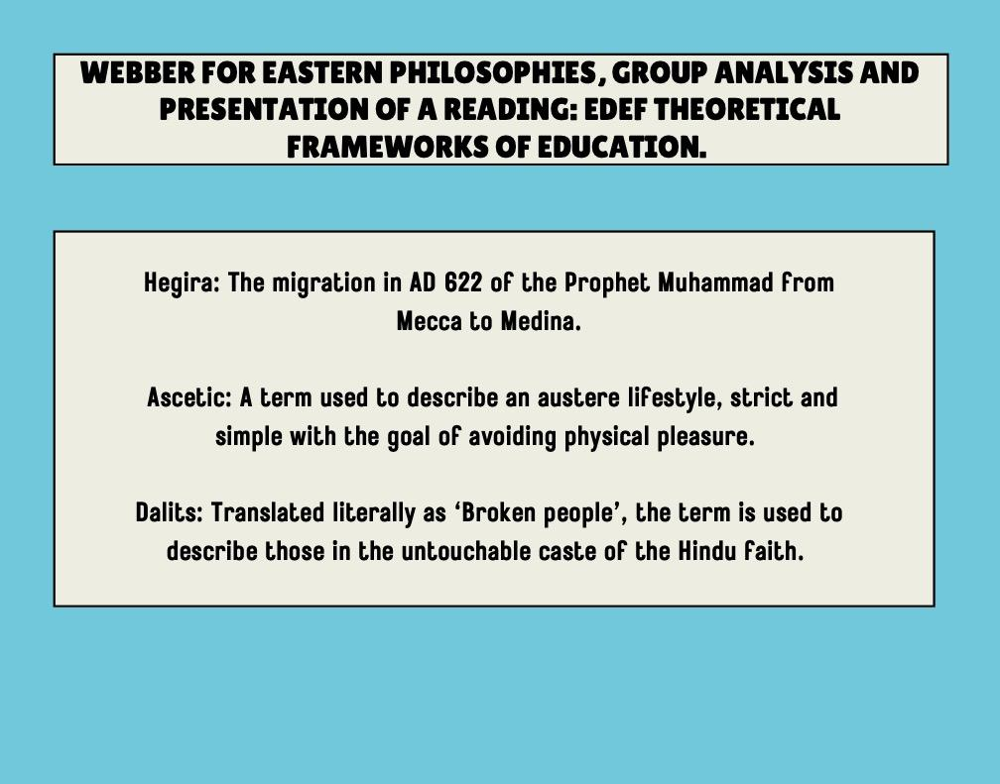 WEBBER FOR EASTERN PHILOSOPHIES, GROUP ANALYSIS AND
PRESENTATION OF A READING: EDEF THEORETICAL
FRAMEWORKS OF EDUCATION.
Hegira: The migration in AD 622 of the Prophet Muhammad from
Mecca to Medina.
Ascetic: A term used to describe an austere lifestyle, strict and
simple with the goal of avoiding physical pleasure.
Dalits: Translated literally as ‘Broken people’, the term is used to
describe those in the untouchable caste of the Hindu faith.